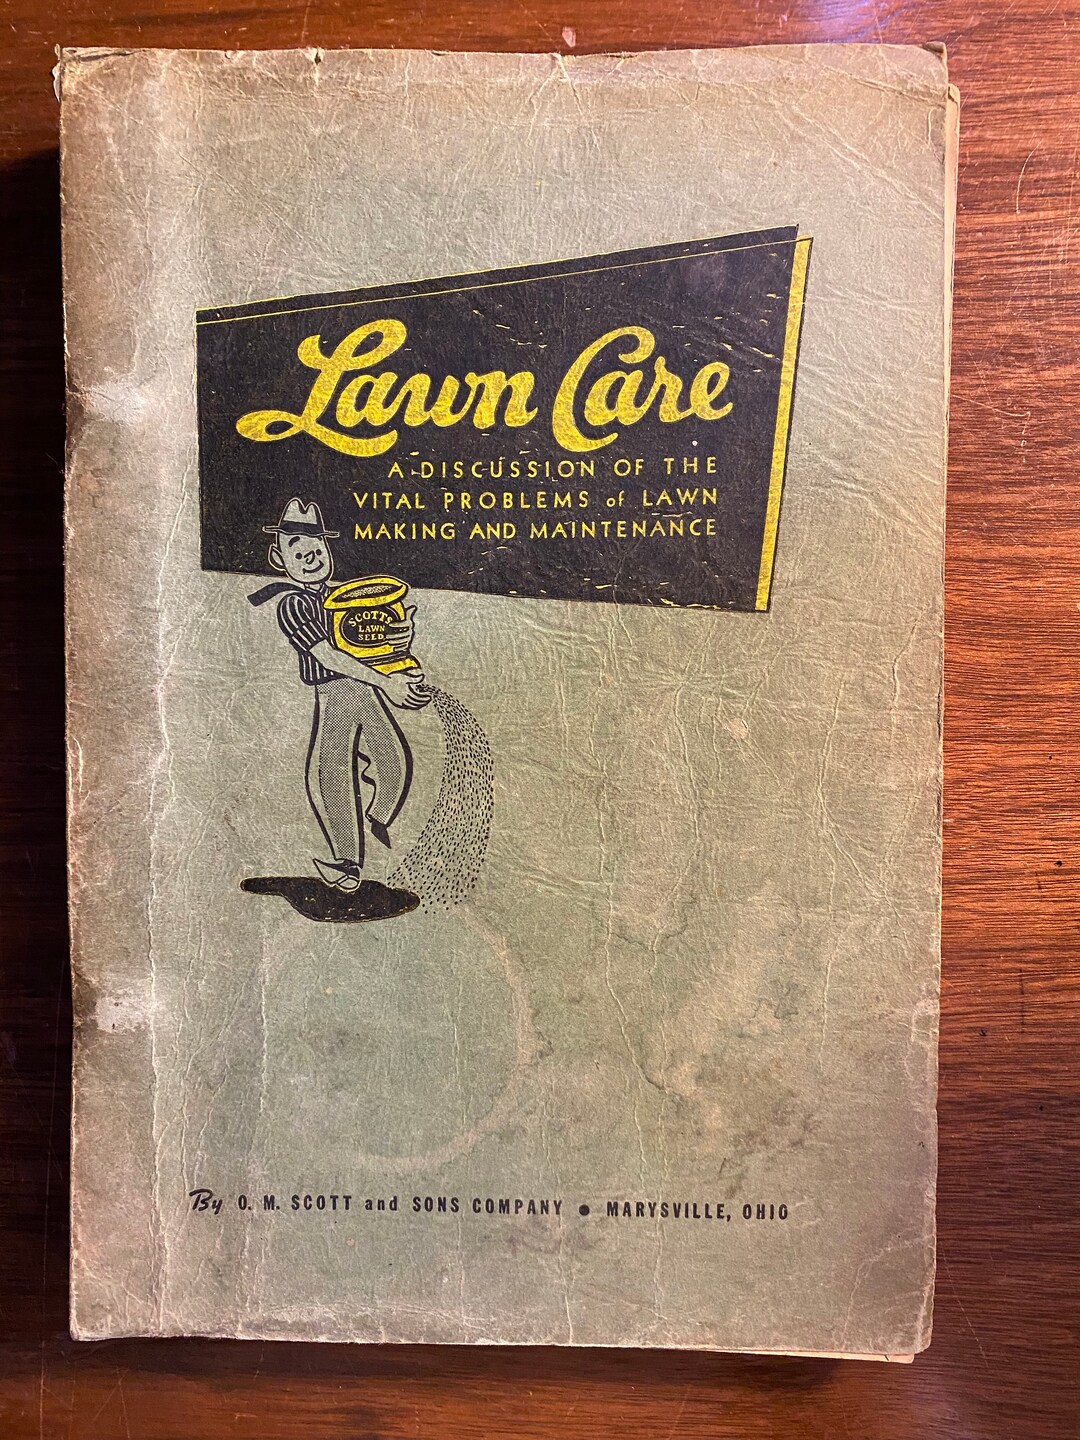 Lawn Care
A DISCUSSION OF THE
VITAL PROBLEMS of LAWN
MAKING AND MAINTENANCE
SCOTTS
LAWN
SEED
By O. M. SCOTT and SONS COMPANY ● MARYSVILLE, OHIO